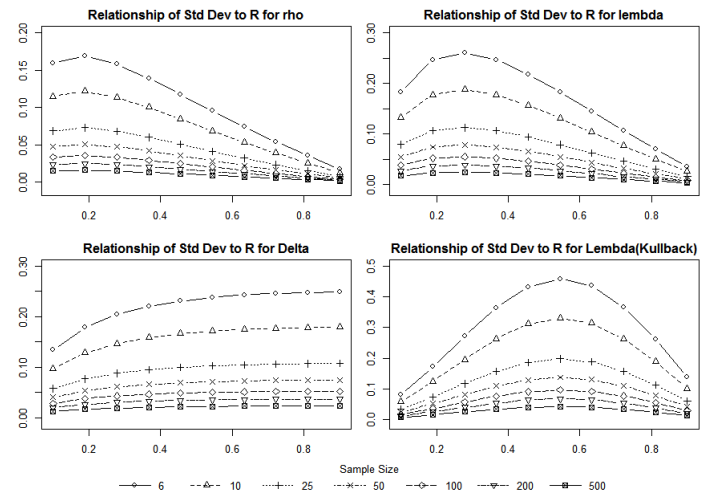 Relationship of Std Dev to R for rho
0.20
0.15
0.10
0.05
0.00
0.2 0.4 0.6 0.8
Relationship of Std Dev to R for lembda
0.30
0.20
0.10
0.00
0.2 0.4 0.6 0.8
Relationship of Std Dev to R for Delta
0.30
0.20
0.10
0.00
0.2 0.4 0.6 0.8
Relationship of Std Dev to R for Lembda(Kullback)
0.5
0.4
0.3
0.2
0.1
0.0
0.2 0.4 0.6 0.8
Sample Size
6 10 25 50 100 200 500